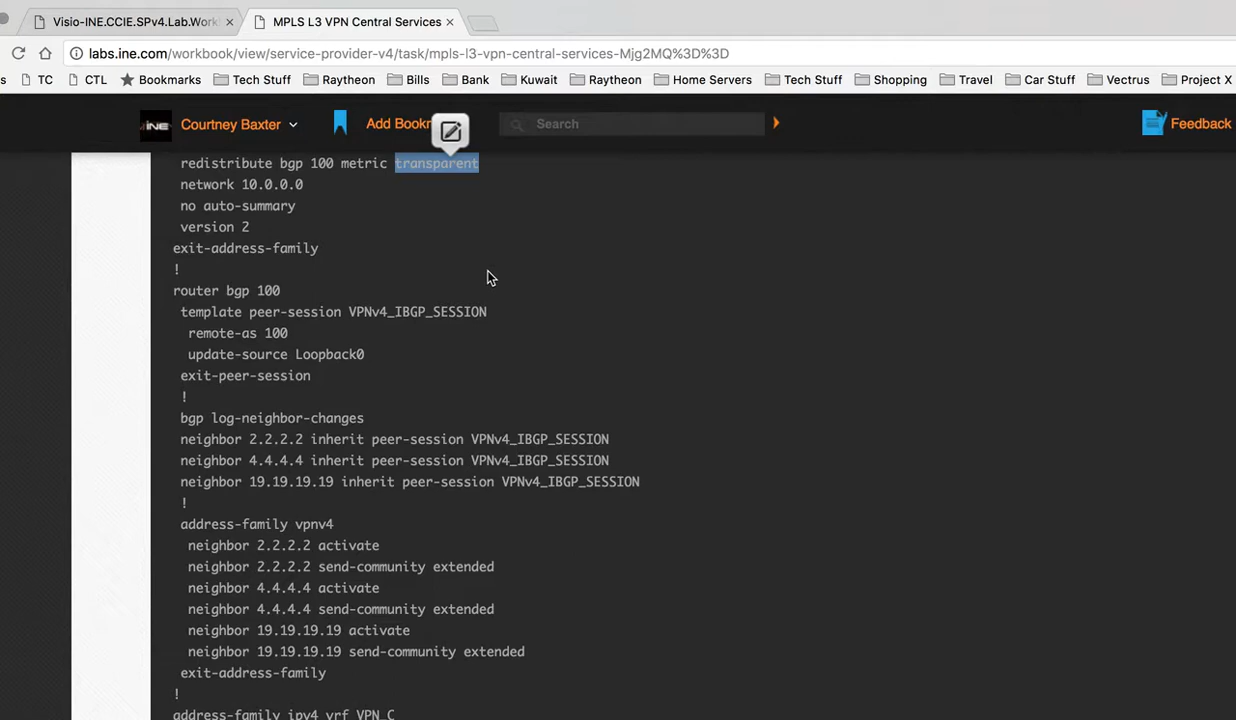 Visio-INE.CCIE.SPv4.Lab.Work
MPLS L3 VPN Central Services
labs.ine.com/workbook/view/service-provider-v4/task/mpls-l3-vpn-central-services-Mjg2MQ%3D%3D
s TC CTL Bookmarks Tech Stuff Raytheon Bills Bank Kuwait Raytheon Home Servers Tech Stuff Shopping Travel Car Stuff Vectrus Project X
INE Courtney Baxter Add Bookm Search Feedback
redistribute bgp 100 metric transparent
network 10.0.0.0
no auto-summary
version 2
exit-address-family
!
router bgp 100
template peer-session VPNv4_IBGP_SESSION
remote-as 100
update-source Loopback0
exit-peer-session
!
bgp log-neighbor-changes
neighbor 2.2.2.2 inherit peer-session VPNv4_IBGP_SESSION
neighbor 4.4.4.4 inherit peer-session VPNv4_IBGP_SESSION
neighbor 19.19.19.19 inherit peer-session VPNv4_IBGP_SESSION
!
address-family vpnv4
neighbor 2.2.2.2 activate
neighbor 2.2.2.2 send-community extended
neighbor 4.4.4.4 activate
neighbor 4.4.4.4 send-community extended
neighbor 19.19.19.19 activate
neighbor 19.19.19.19 send-community extended
exit-address-family
!
address-family ipv4 vrf VPN_C